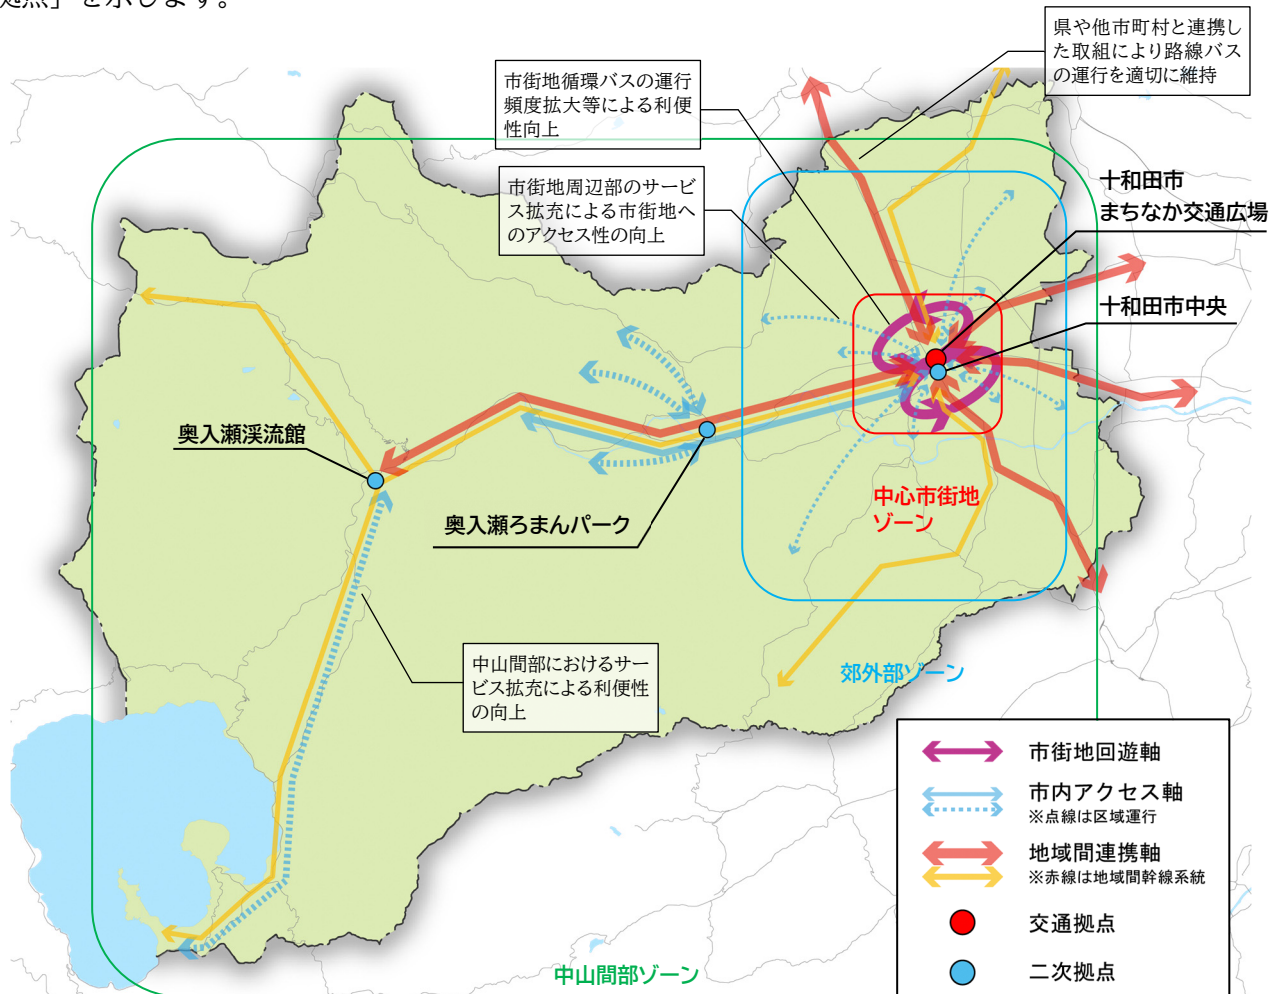 拠点」を示します。
県や他市町村と連携し
た取組により路線バス
の運行を適切に維持
市街地循環バスの運行
頻度拡大等による利便
性向上
市街地周辺部のサービ
ス拡充による市街地へ
のアクセス性の向上
十和田市
まちなか交通広場
十和田市中央
奥入瀬渓流館
奥入瀬ろまんパーク
中心市街地
ゾーン
中山間部におけるサー
ビス拡充による利便性
の向上
郊外部ゾーン
中山間部ゾーン
市街地回遊軸
市内アクセス軸
※点線は区域運行
地域間連携軸
※赤線は地域間幹線系統
交通拠点
二次拠点